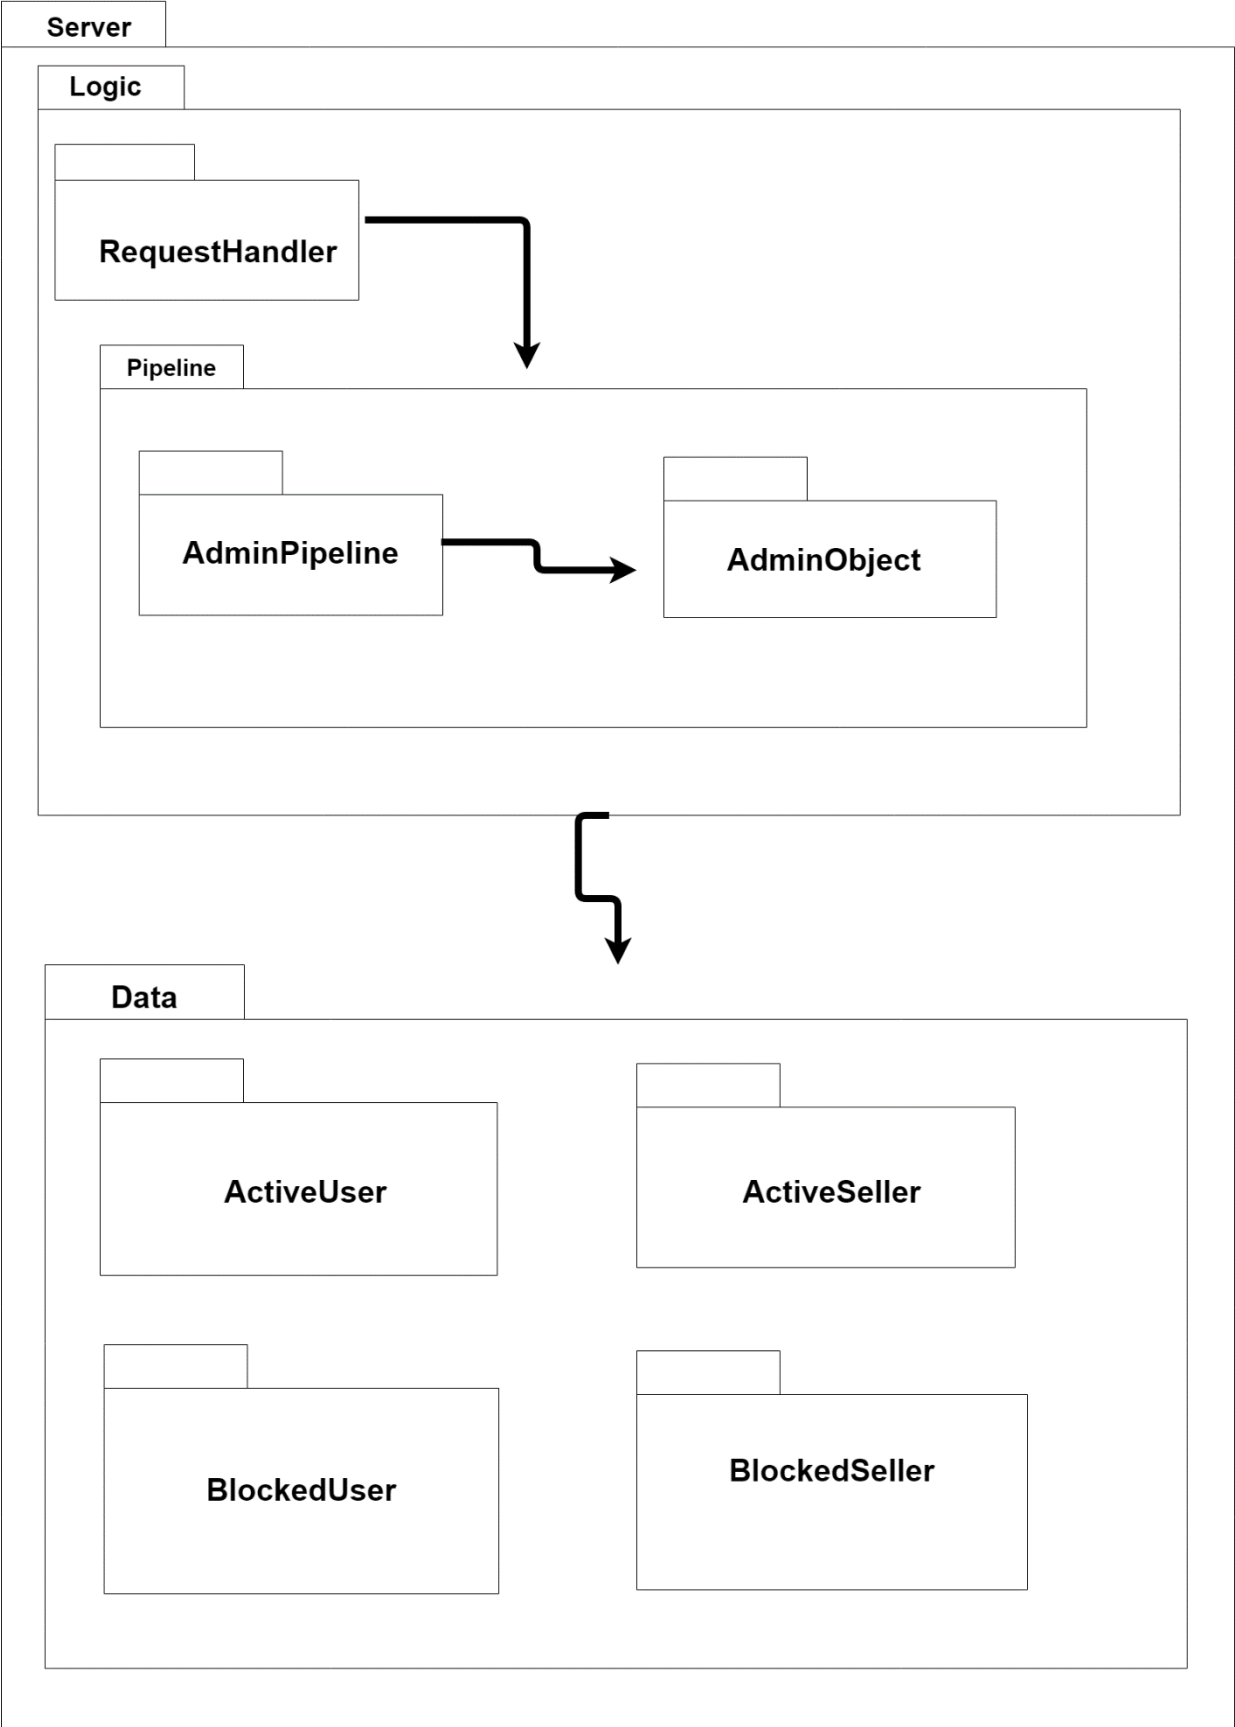 Server
Logic
RequestHandler
Pipeline
AdminPipeline
AdminObject
Data
ActiveUser
ActiveSeller
BlockedUser
BlockedSeller